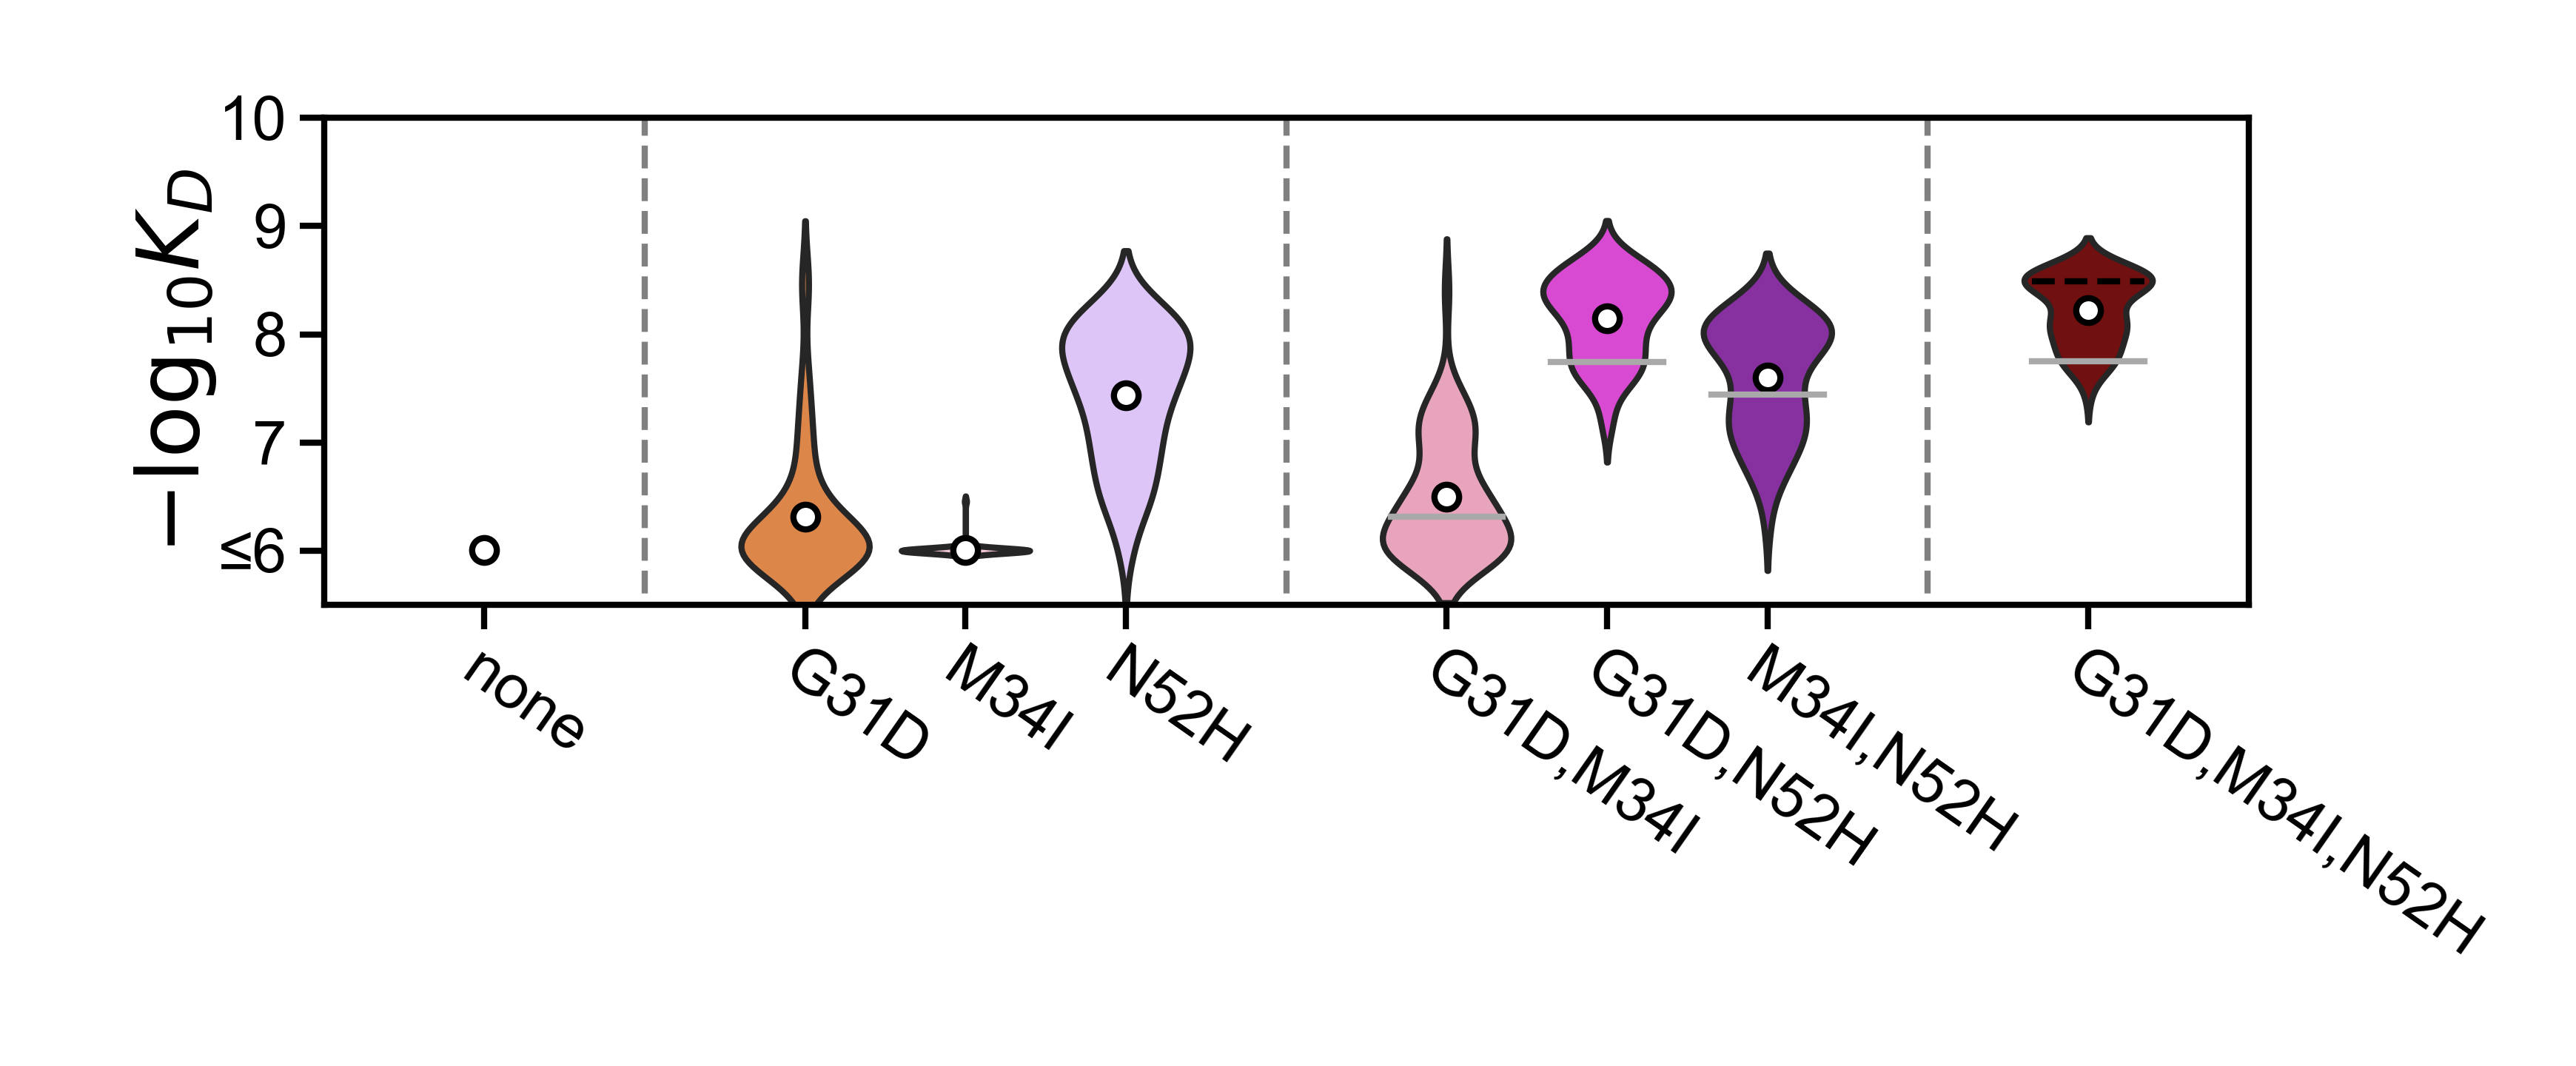 −log10KD
10
9
8
7
≤6
none
G31D
M34I
N52H
G31D,M34I
G31D,N52H
M34I,N52H
G31D,M34I,N52H